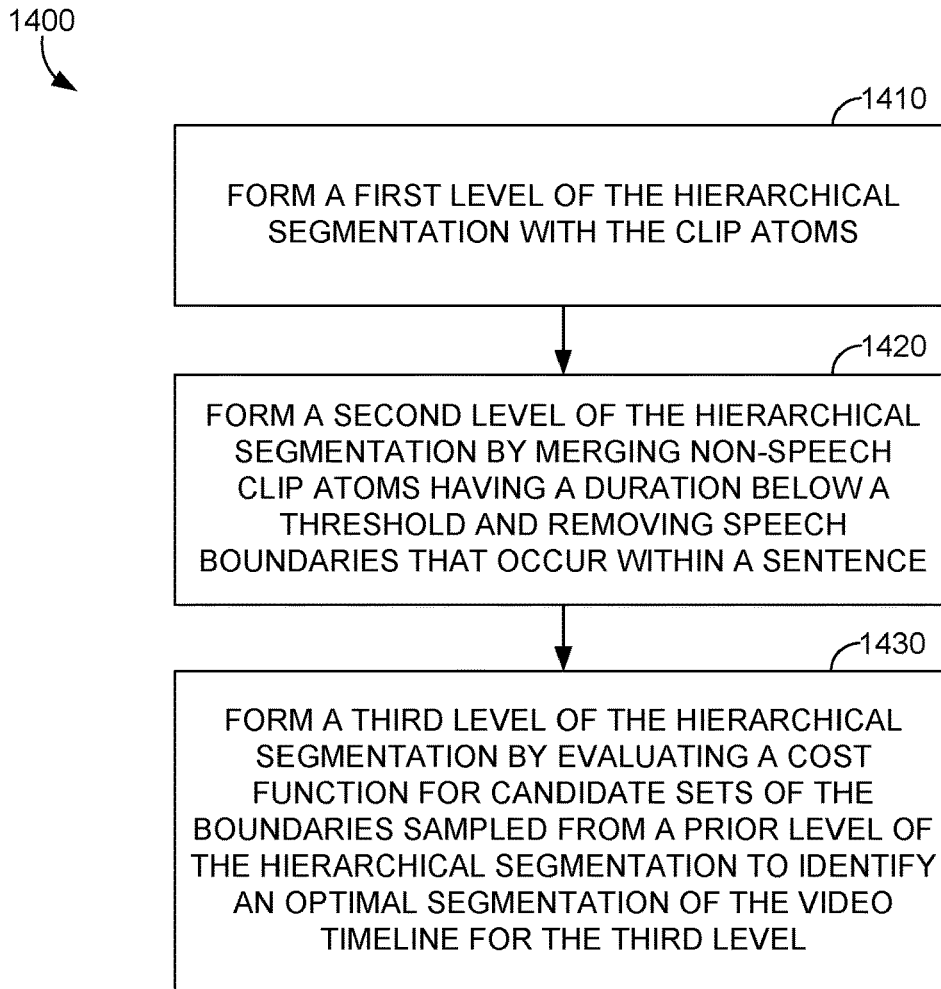 1400
1410
FORM A FIRST LEVEL OF THE HIERARCHICAL
SEGMENTATION WITH THE CLIP ATOMS
1420
FORM A SECOND LEVEL OF THE HIERARCHICAL
SEGMENTATION BY MERGING NON-SPEECH
CLIP ATOMS HAVING A DURATION BELOW A
THRESHOLD AND REMOVING SPEECH
BOUNDARIES THAT OCCUR WITHIN A SENTENCE
1430
FORM A THIRD LEVEL OF THE HIERARCHICAL
SEGMENTATION BY EVALUATING A COST
FUNCTION FOR CANDIDATE SETS OF THE
BOUNDARIES SAMPLED FROM A PRIOR LEVEL OF
THE HIERARCHICAL SEGMENTATION TO IDENTIFY
AN OPTIMAL SEGMENTATION OF THE VIDEO
TIMELINE FOR THE THIRD LEVEL